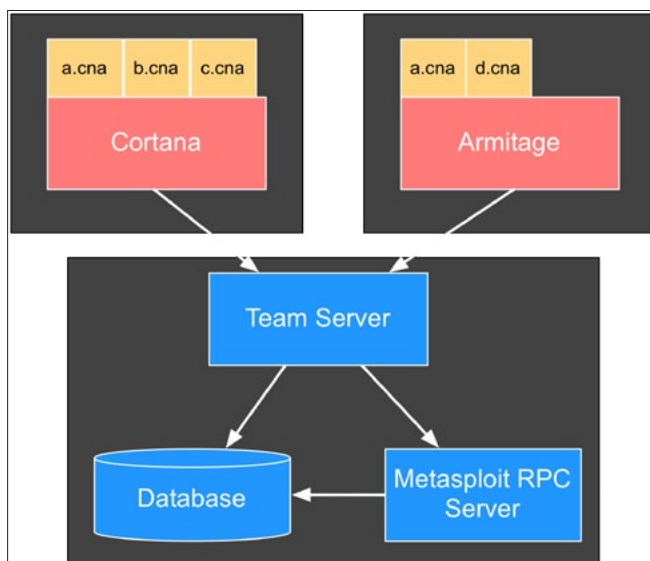 a.cna b.cna c.cna
Cortana
a.cna d.cna
Armitage
Team Server
Database
Metasploit RPC
Server